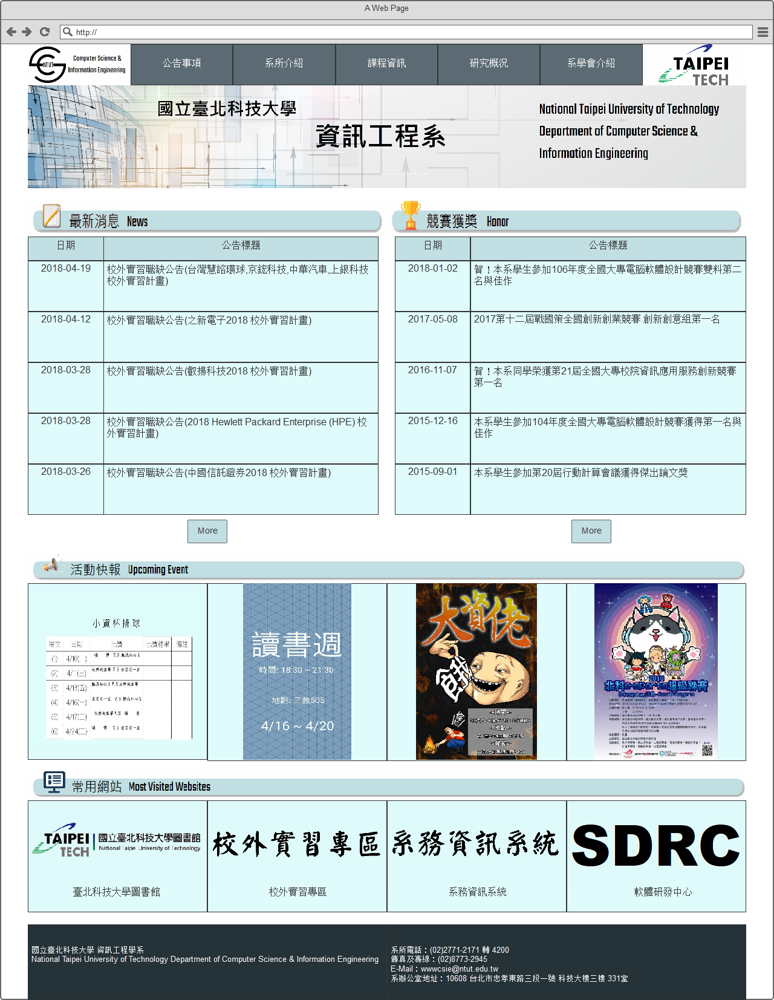 A Web Page
http://
NTUT
Computer Science &
Information Engineering
公告事項
系所介紹
課程資訊
研究概況
系學會介紹
TAIPEI
TECH
國立臺北科技大學
資訊工程系
National Taipei University of Technology
Department of Computer Science &
Information Engineering
最新消息 News
日期 公告標題
2018-04-19 校外實習職缺公告(台灣慧諮環球,京鋐科技,中華汽車,上銀科技
校外實習計畫)
2018-04-12 校外實習職缺公告(之新電子2018 校外實習計畫)
2018-03-28 校外實習職缺公告(叡揚科技2018 校外實習計畫)
2018-03-28 校外實習職缺公告(2018 Hewlett Packard Enterprise (HPE) 校
外實習計畫)
2018-03-26 校外實習職缺公告(中國信託證券2018 校外實習計畫)
More
競賽獲獎 Honor
日期 公告標題
2018-01-02 賀！本系學生參加106年度全國大專電腦軟體設計競賽雙料第二
名與佳作
2017-05-08 2017第十二屆戰國策全國創新創業競賽 創新創意組第一名
2016-11-07 賀！本系同學榮獲第21屆全國大專校院資訊應用服務創新競賽
第一名
2015-12-16 本系學生參加104年度全國大專電腦軟體設計競賽獲得第一名與
佳作
2015-09-01 本系學生參加第20屆行動計算會議獲得傑出論文獎
More
活動快報 Upcoming Event
小資杯排球
場次 日期 比賽 比賽結果 備註
(1) 4/10(二)
(2) 4/11(三)
(3) 4/13(五)
(4) 4/16(一)
(5) 4/17(二)
(6) 4/24(二)
讀書週
時間: 18:30 ~ 21:30
地點: 三教505
4/16 ~ 4/20
大資佬
餓
時間
地點
2018
北科e-sports超級聯賽
常用網站 Most Visited Websites
TAIPEI
TECH
國立臺北科技大學圖書館
National Taipei University of Technology
臺北科技大學圖書館
校外實習專區
校外實習專區
系務資訊系統
系務資訊系統
SDRC
軟體研發中心
國立臺北科技大學 資訊工程學系
National Taipei University of Technology Department of Computer Science & Information Engineering
系所電話：(02)2771-2171 轉 4200
傳真及專線：(02)8773-2945
E-Mail：wwwcsie@ntut.edu.tw
系辦公室地址：10608 台北市忠孝東路三段一號 科技大樓三樓 331室